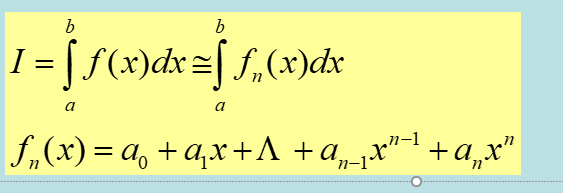 I = ∫_a^b f(x)dx ≅ ∫_a^b f_n(x)dx
f_n(x) = a_0 + a_1x + Λ + a_{n−1}x^{n−1} + a_nx^n